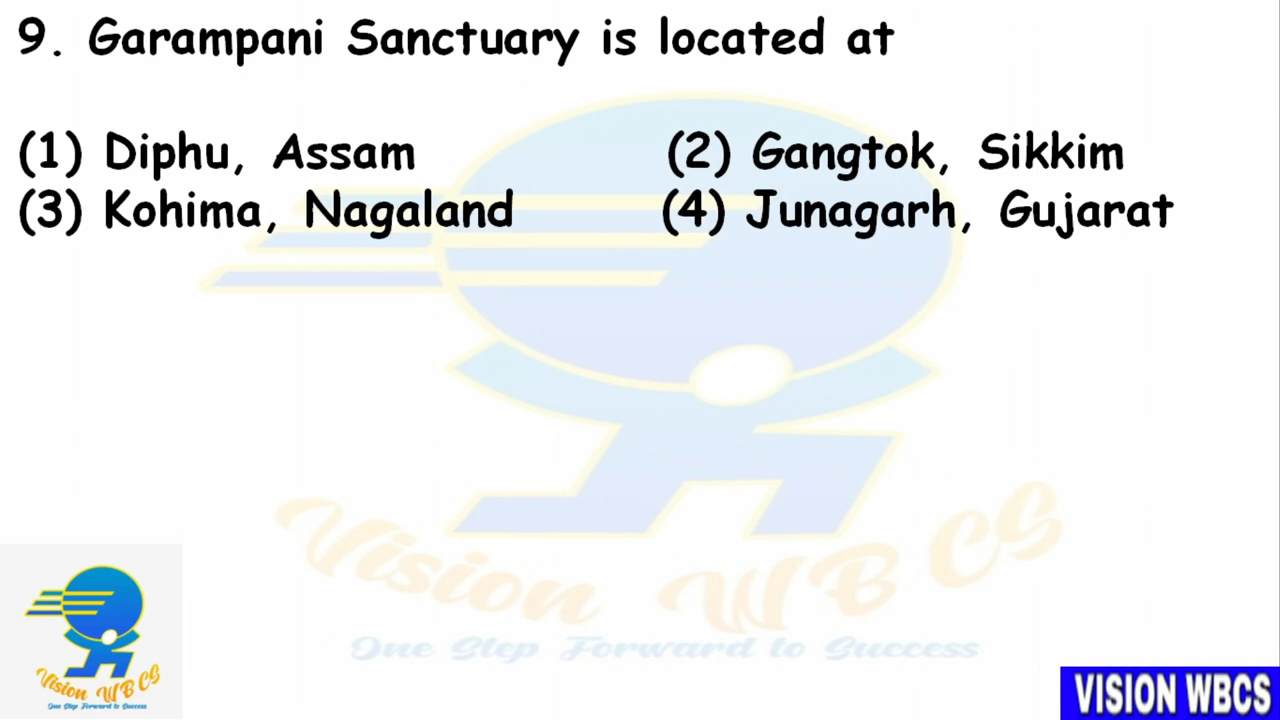 9. Garampani Sanctuary is located at
(1) Diphu, Assam (2) Gangtok, Sikkim
(3) Kohima, Nagaland (4) Junagarh, Gujarat
Vision WBCS
One Step Forward to Success
Vision WBCS
One Step Forward to Success
VISION WBCS